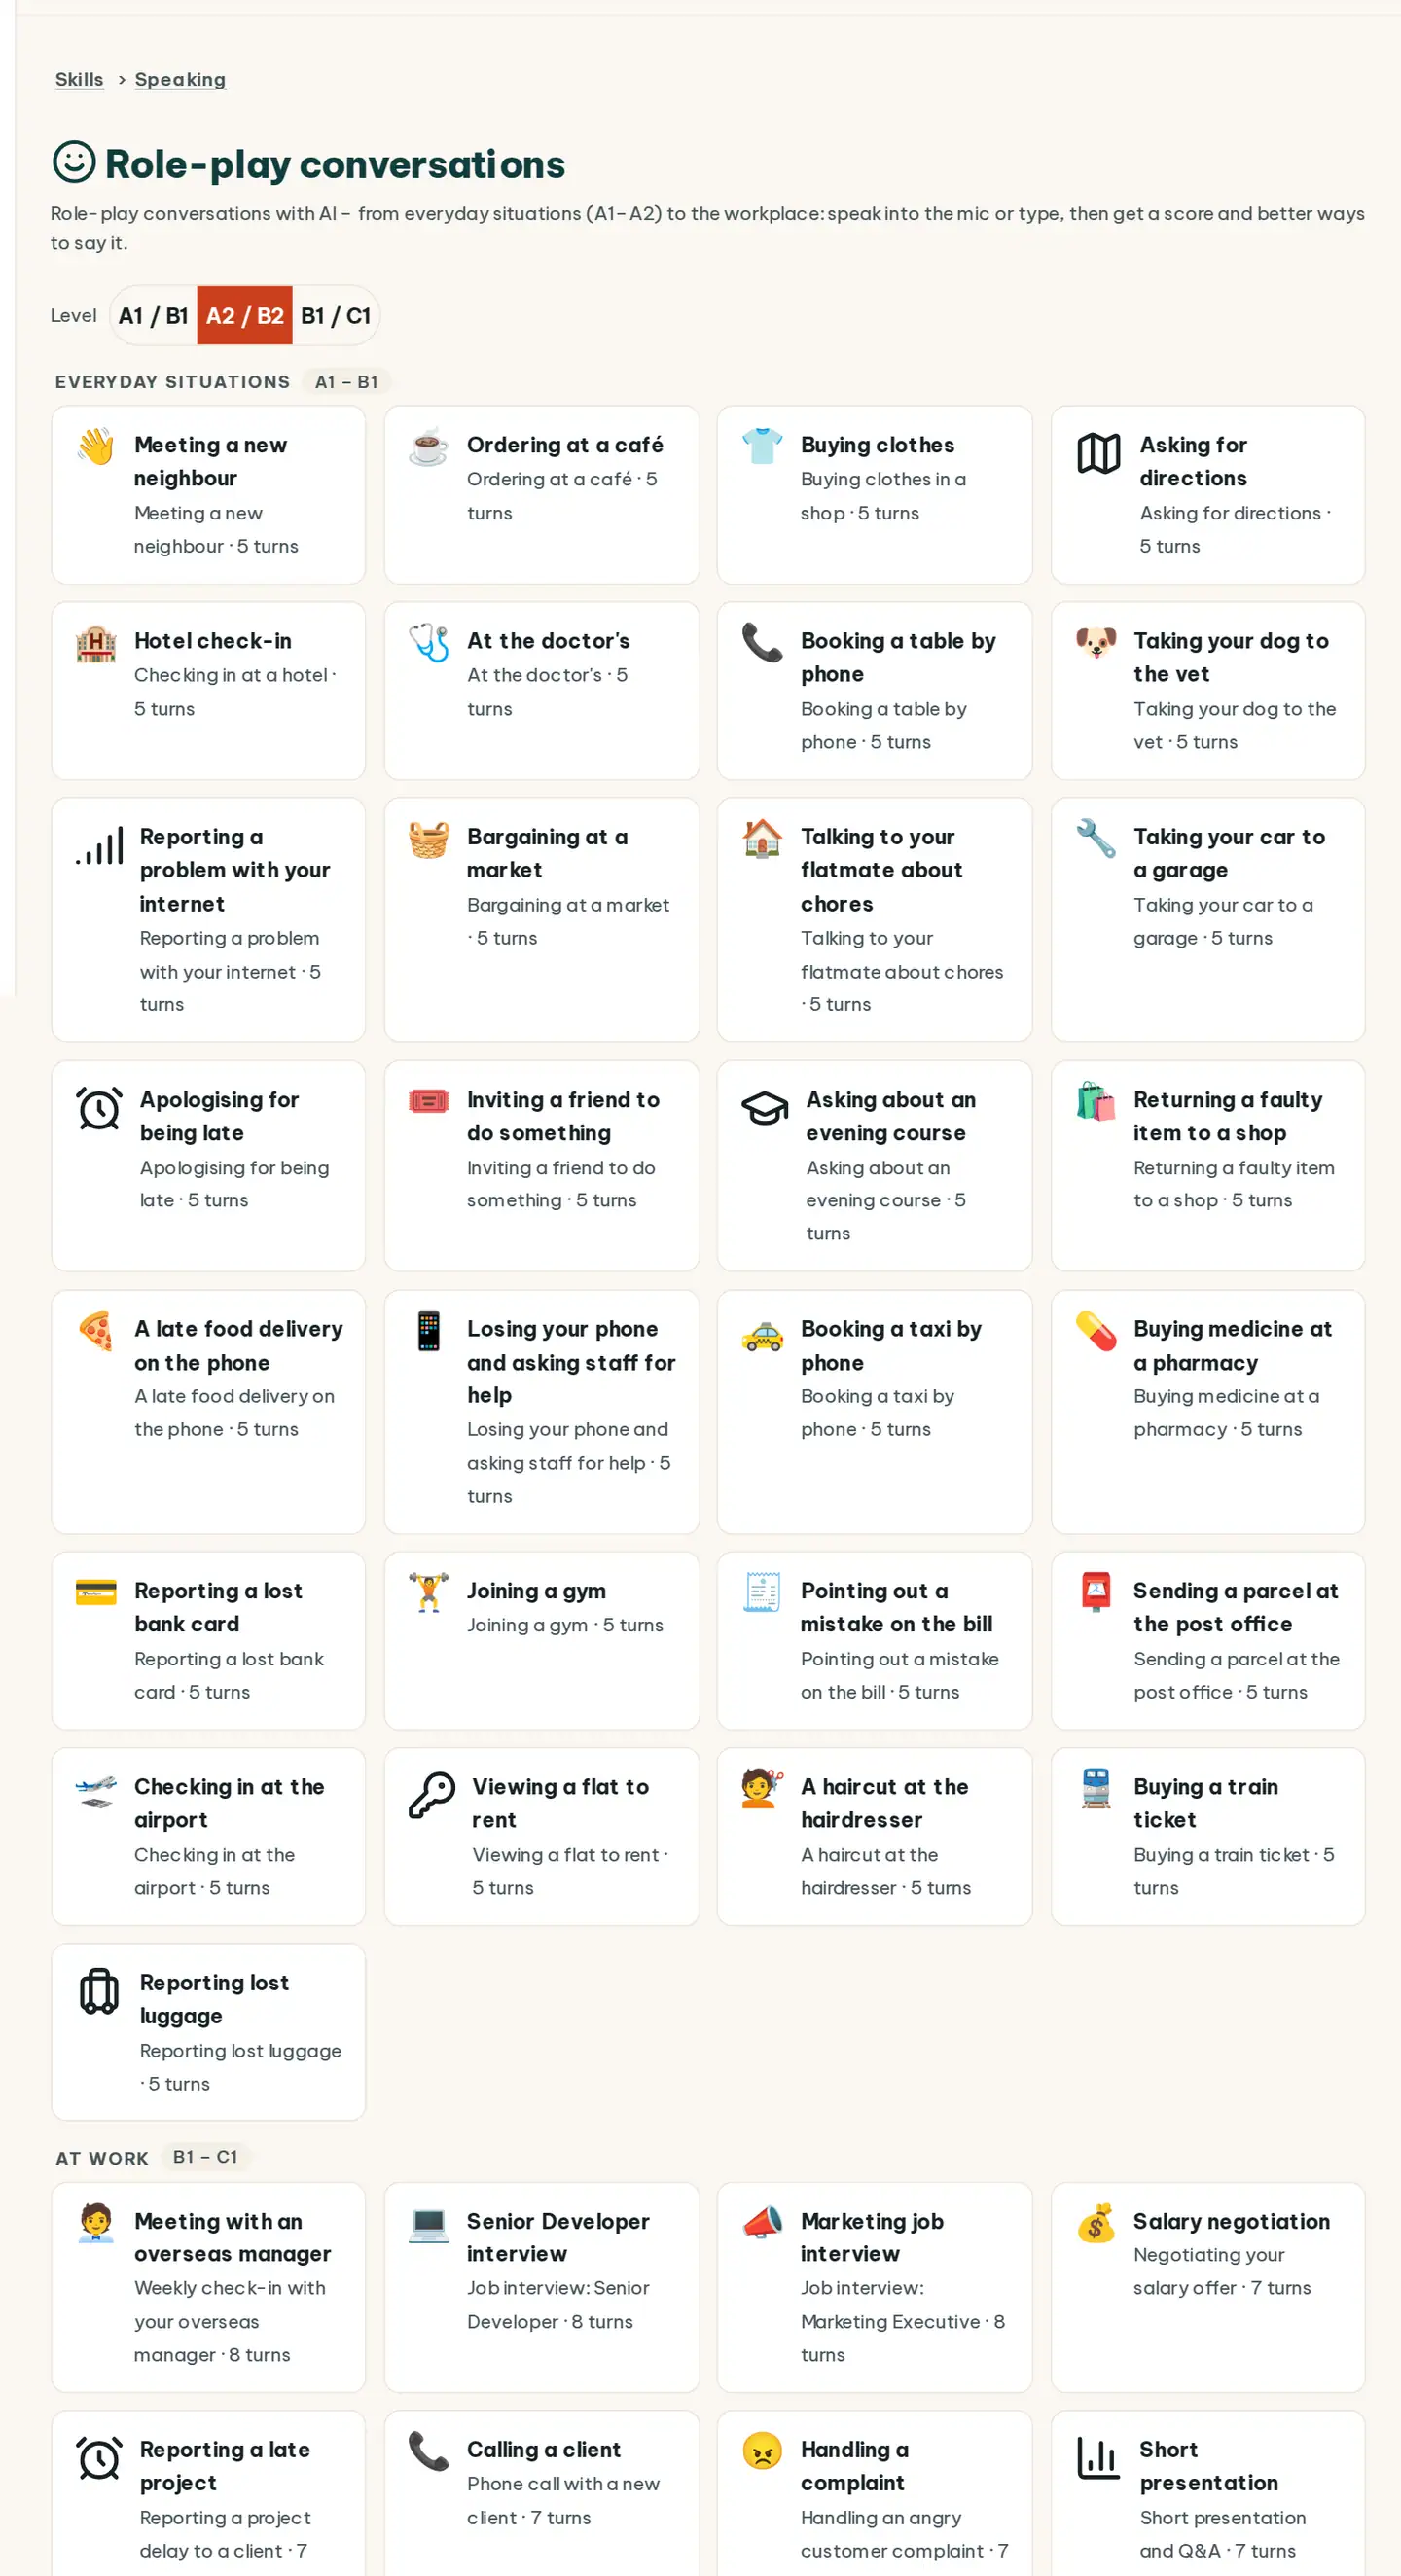 Skills › Speaking
Role-play conversations
Role-play conversations with AI – from everyday situations (A1–A2) to the workplace: speak into the mic or type, then get a score and better ways
to say it.
Level A1 / B1 A2 / B2 B1 / C1
EVERYDAY SITUATIONS A1 – B1
Meeting a new
neighbour
Meeting a new
neighbour · 5 turns
Ordering at a café
Ordering at a café · 5
turns
Buying clothes
Buying clothes in a
shop · 5 turns
Asking for
directions
Asking for directions ·
5 turns
Hotel check-in
Checking in at a hotel ·
5 turns
At the doctor's
At the doctor's · 5
turns
Booking a table by
phone
Booking a table by
phone · 5 turns
Taking your dog to
the vet
Taking your dog to the
vet · 5 turns
Reporting a
problem with your
internet
Reporting a problem
with your internet · 5
turns
Bargaining at a
market
Bargaining at a market
· 5 turns
Talking to your
flatmate about
chores
Talking to your
flatmate about chores
· 5 turns
Taking your car to
a garage
Taking your car to a
garage · 5 turns
Apologising for
being late
Apologising for being
late · 5 turns
Inviting a friend to
do something
Inviting a friend to do
something · 5 turns
Asking about an
evening course
Asking about an
evening course · 5
turns
Returning a faulty
item to a shop
Returning a faulty item
to a shop · 5 turns
A late food delivery
on the phone
A late food delivery on
the phone · 5 turns
Losing your phone
and asking staff for
help
Losing your phone and
asking staff for help · 5
turns
Booking a taxi by
phone
Booking a taxi by
phone · 5 turns
Buying medicine at
a pharmacy
Buying medicine at a
pharmacy · 5 turns
Reporting a lost
bank card
Reporting a lost bank
card · 5 turns
Joining a gym
Joining a gym · 5 turns
Pointing out a
mistake on the bill
Pointing out a mistake
on the bill · 5 turns
Sending a parcel at
the post office
Sending a parcel at the
post office · 5 turns
Checking in at the
airport
Checking in at the
airport · 5 turns
Viewing a flat to
rent
Viewing a flat to rent ·
5 turns
A haircut at the
hairdresser
A haircut at the
hairdresser · 5 turns
Buying a train
ticket
Buying a train ticket · 5
turns
Reporting lost
luggage
Reporting lost luggage
· 5 turns
AT WORK B1 – C1
Meeting with an
overseas manager
Weekly check-in with
your overseas
manager · 8 turns
Senior Developer
interview
Job interview: Senior
Developer · 8 turns
Marketing job
interview
Job interview:
Marketing Executive · 8
turns
Salary negotiation
Negotiating your
salary offer · 7 turns
Reporting a late
project
Reporting a project
delay to a client · 7
Calling a client
Phone call with a new
client · 7 turns
Handling a
complaint
Handling an angry
customer complaint · 7
Short
presentation
Short presentation
and Q&A · 7 turns